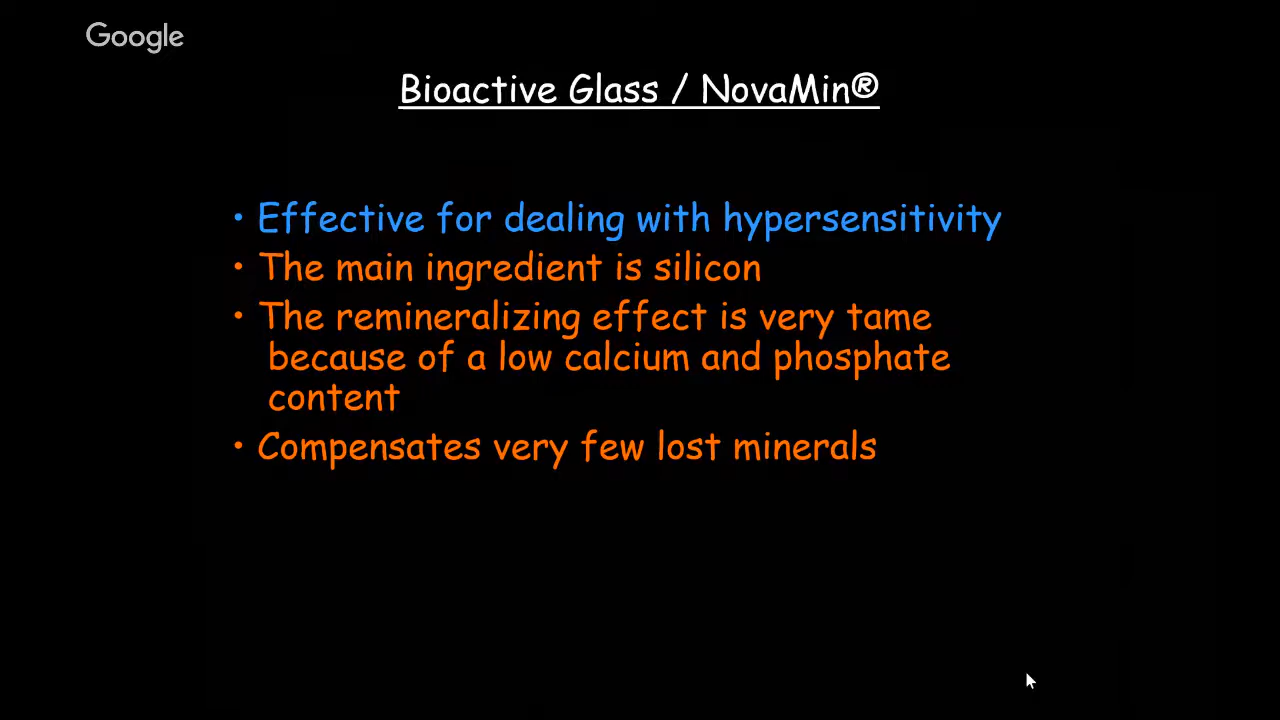 Google
Bioactive Glass / NovaMin®
• Effective for dealing with hypersensitivity
• The main ingredient is silicon
• The remineralizing effect is very tame
because of a low calcium and phosphate
content
• Compensates very few lost minerals